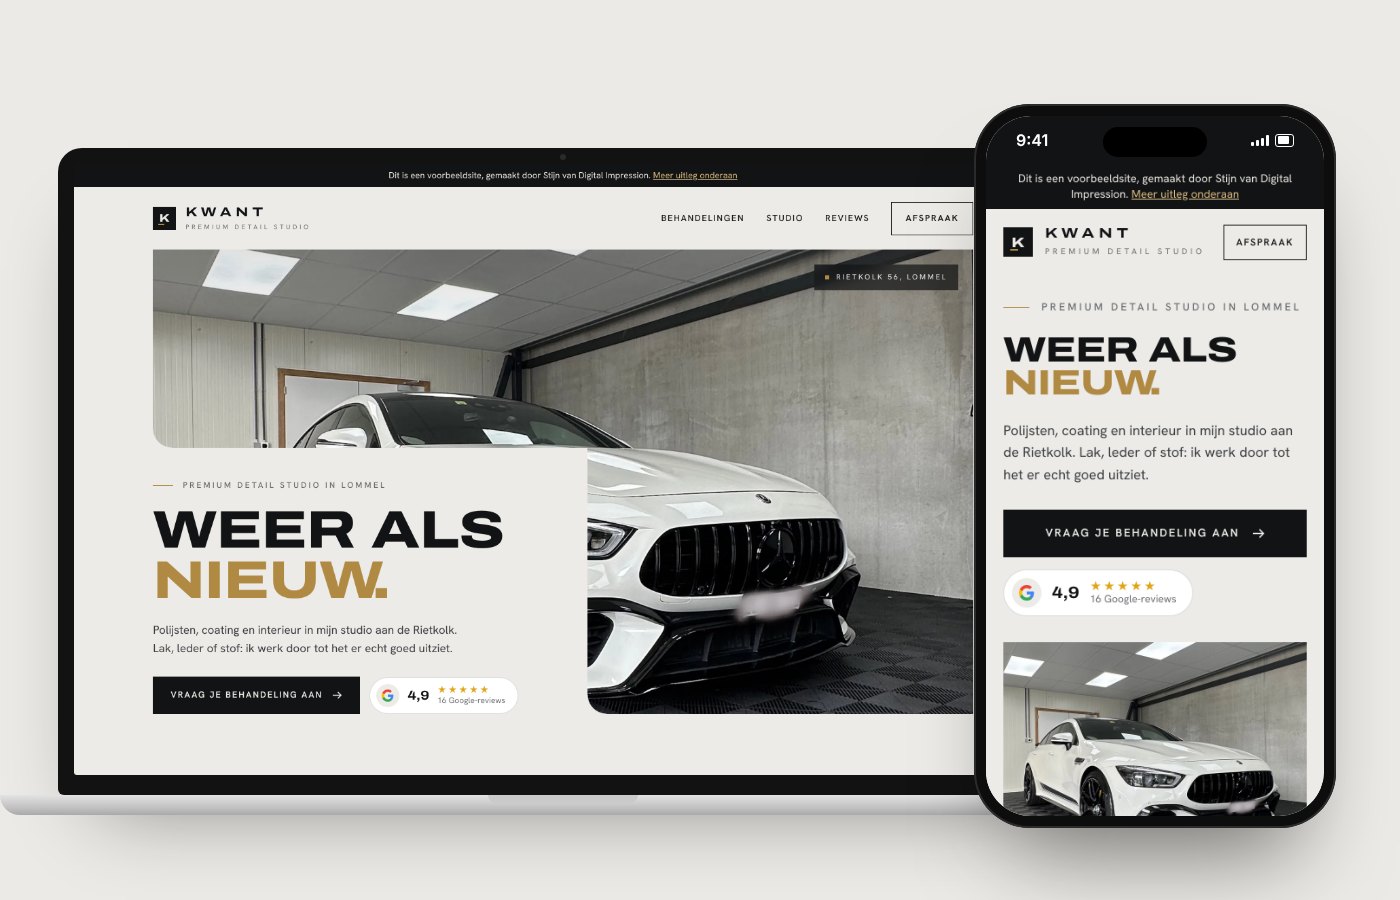 Dit is een voorbeeldsite, gemaakt door Stijn van Digital Impression. Meer uitleg onderaan
KWANT
PREMIUM DETAIL STUDIO
BEHANDELINGEN STUDIO REVIEWS AFSPRAAK
RIETKOLK 56, LOMMEL
PREMIUM DETAIL STUDIO IN LOMMEL
WEER ALS
NIEUW.
Polijsten, coating en interieur in mijn studio aan de Rietkolk.
Lak, leder of stof: ik werk door tot het er echt goed uitziet.
VRAAG JE BEHANDELING AAN →
4,9 ★★★★★
16 Google-reviews
9:41
Dit is een voorbeeldsite, gemaakt door Stijn van Digital
Impression. Meer uitleg onderaan
K KWANT
PREMIUM DETAIL STUDIO
AFSPRAAK
PREMIUM DETAIL STUDIO IN LOMMEL
WEER ALS
NIEUW.
Polijsten, coating en interieur in mijn studio aan
de Rietkolk. Lak, leder of stof: ik werk door tot
het er echt goed uitziet.
VRAAG JE BEHANDELING AAN →
4,9 ★★★★★
16 Google-reviews